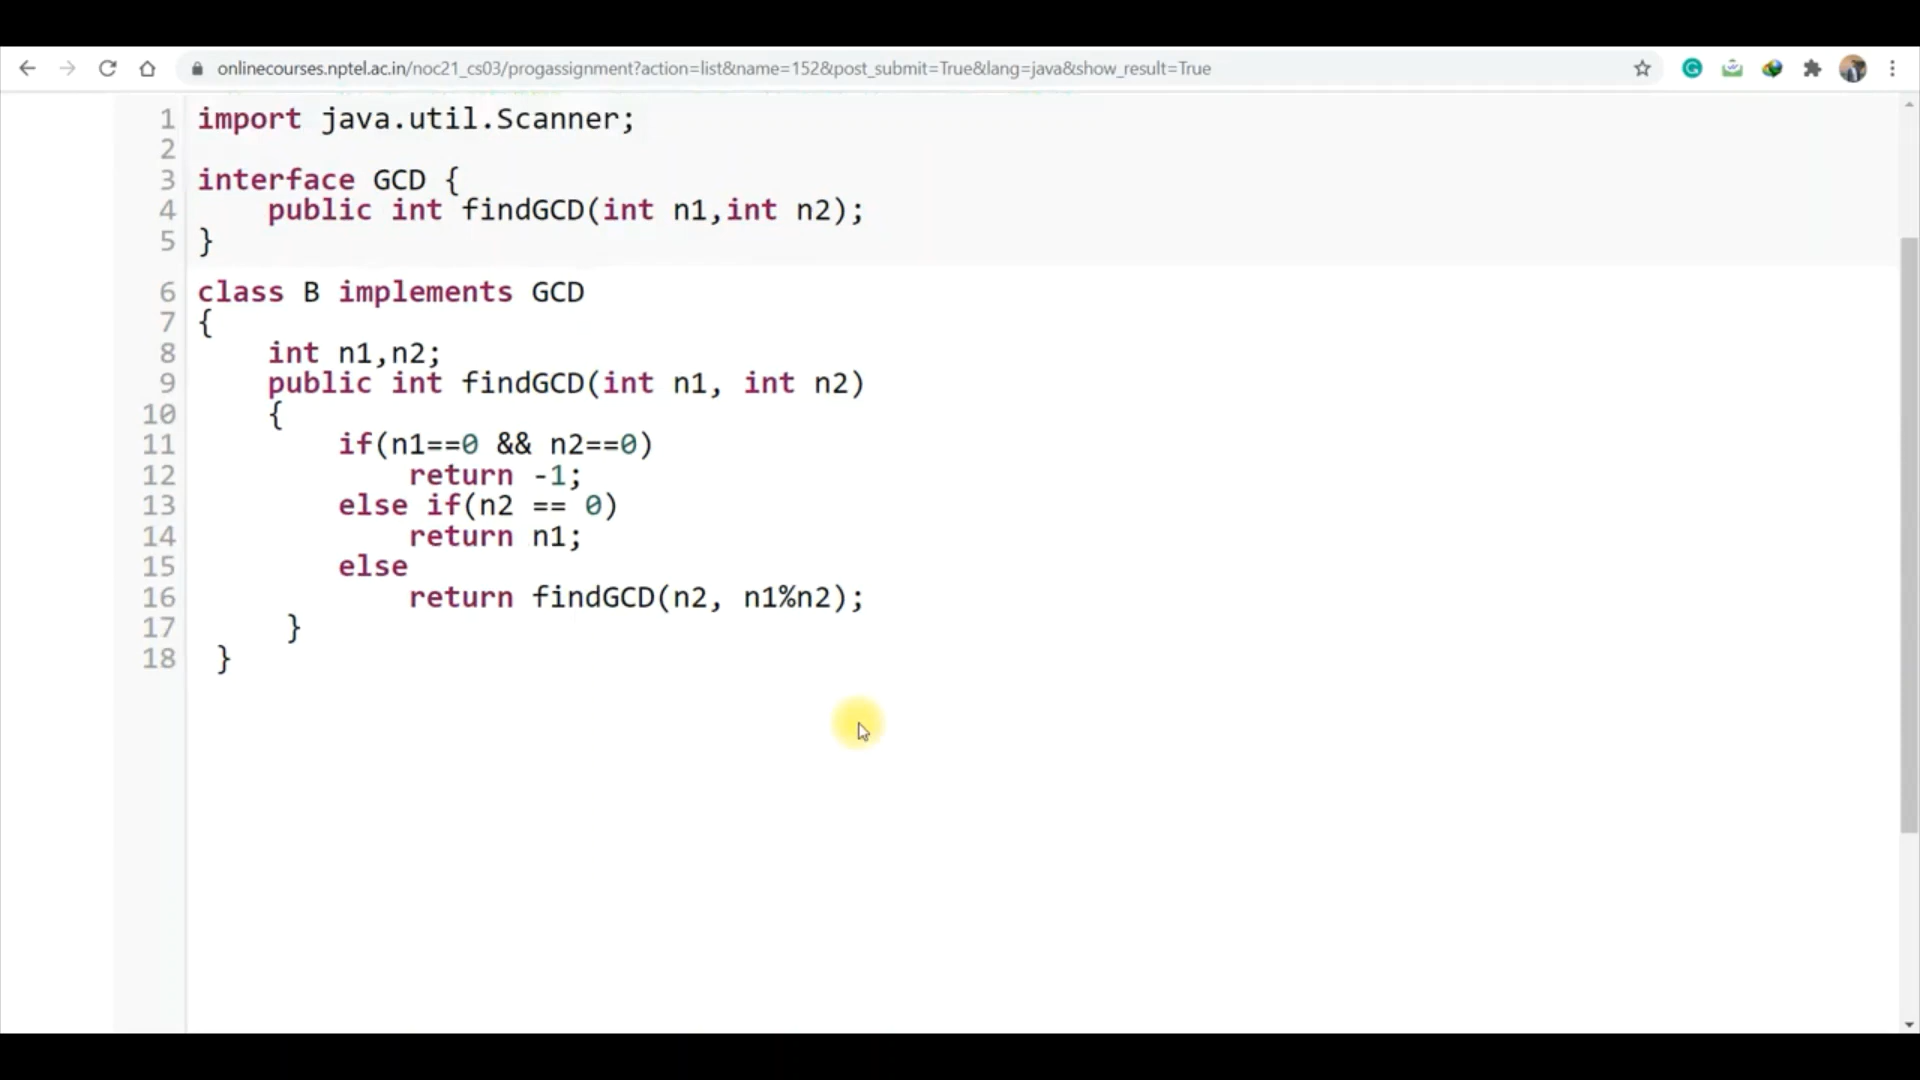 onlinecourses.nptel.ac.in/noc21_cs03/progassignment?action=list&name=152&post_submit=True&lang=java&show_result=True
1 import java.util.Scanner;
2
3 interface GCD {
4 public int findGCD(int n1,int n2);
5 }
6 class B implements GCD
7 {
8 int n1,n2;
9 public int findGCD(int n1, int n2)
10 {
11 if(n1==0 && n2==0)
12 return -1;
13 else if(n2 == 0)
14 return n1;
15 else
16 return findGCD(n2, n1%n2);
17 }
18 }